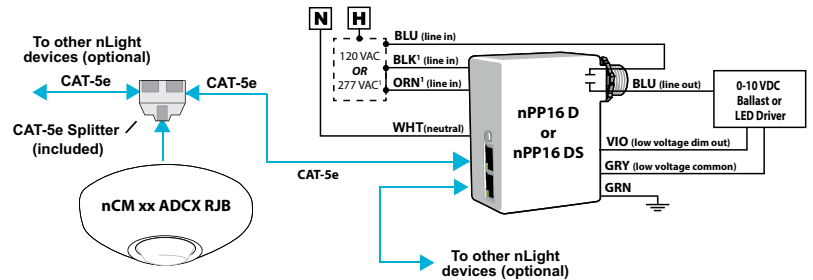 N H
BLU (line in)
120 VAC
OR
277 VAC¹
BLK¹ (line in)
ORN¹ (line in)
WHT(neutral)
To other nLight
devices (optional)
CAT-5e
CAT-5e
CAT-5e Splitter
(included)
nCM xx ADCX RJB
CAT-5e
nPP16 D
or
nPP16 DS
BLU (line out)
0-10 VDC
Ballast or
LED Driver
VIO (low voltage dim out)
GRY (low voltage common)
GRN
To other nLight
devices (optional)